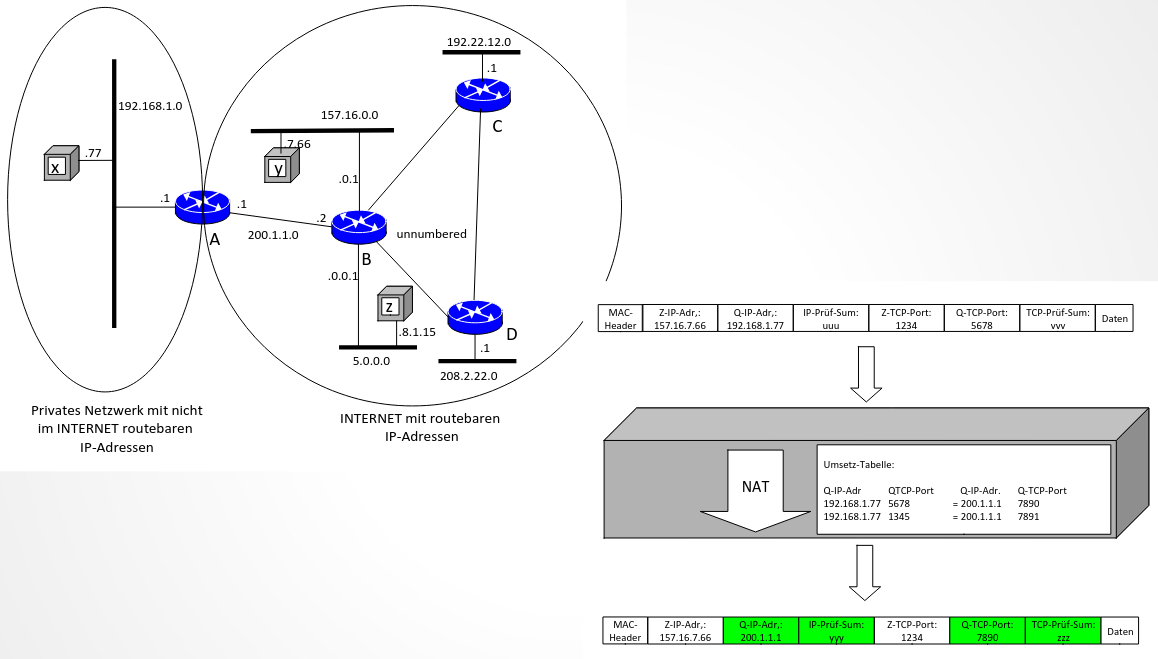 192.22.12.0
.1
C
157.16.0.0
7.66
y
192.168.1.0
.77
x
.0.1
.1
.1
A
200.1.1.0
.2
B
unnumbered
.0.0.1
z
.8.1.15
5.0.0.0
D
.1
208.2.22.0
Privates Netzwerk mit nicht
im INTERNET routebaren
IP-Adressen
INTERNET mit routebaren
IP-Adressen
MAC-
Header
Z-IP-Adr,:
157.16.7.66
Q-IP-Adr,:
192.168.1.77
IP-Prüf-Sum:
uuu
Z-TCP-Port:
1234
Q-TCP-Port:
5678
TCP-Prüf-Sum:
vvv
Daten
NAT
Umsetz-Tabelle:
Q-IP-Adr QTCP-Port Q-IP-Adr. Q-TCP-Port
192.168.1.77 5678 = 200.1.1.1 7890
192.168.1.77 1345 = 200.1.1.1 7891
MAC-
Header
Z-IP-Adr,:
157.16.7.66
Q-IP-Adr,:
200.1.1.1
IP-Prüf-Sum:
yyy
Z-TCP-Port:
1234
Q-TCP-Port:
7890
TCP-Prüf-Sum:
zzz
Daten